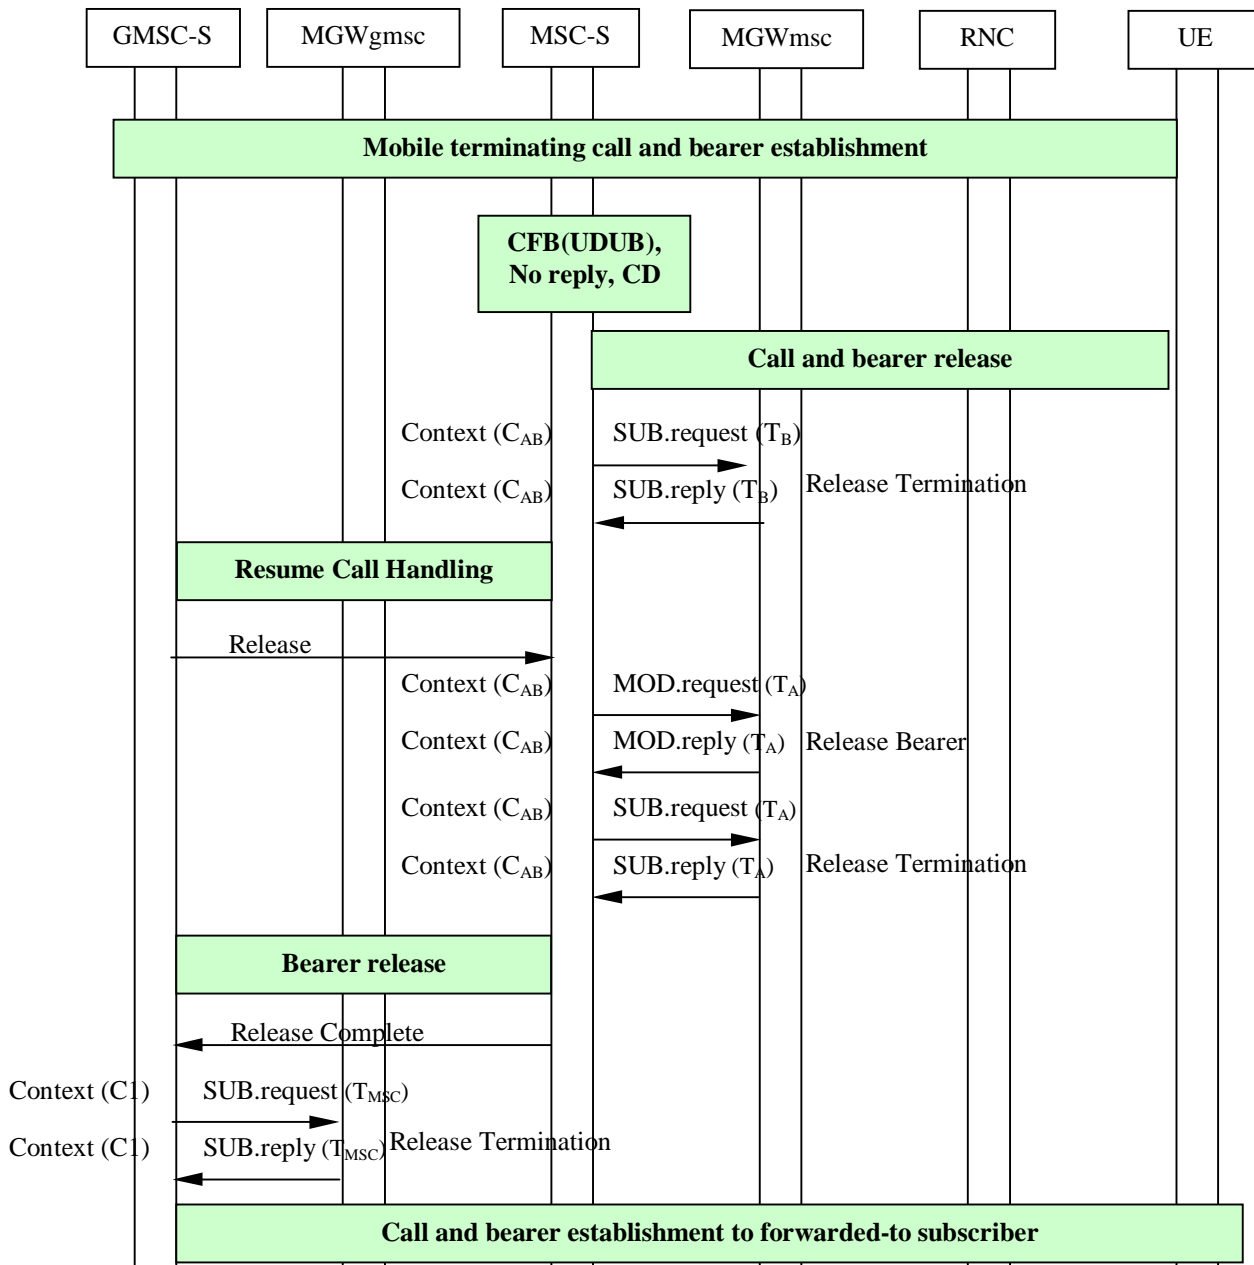 GMSC-S MGWgmsc MSC-S MGWmsc RNC UE
Mobile terminating call and bearer establishment
CFB(UDUB),
No reply, CD
Call and bearer release
Context (CAB) SUB.request (TB)
Context (CAB) SUB.reply (TB) Release Termination
Resume Call Handling
Release
Context (CAB) MOD.request (TA)
Context (CAB) MOD.reply (TA) Release Bearer
Context (CAB) SUB.request (TA)
Context (CAB) SUB.reply (TA) Release Termination
Bearer release
Release Complete
Context (C1) SUB.request (TMSC)
Context (C1) SUB.reply (TMSC) Release Termination
Call and bearer establishment to forwarded-to subscriber